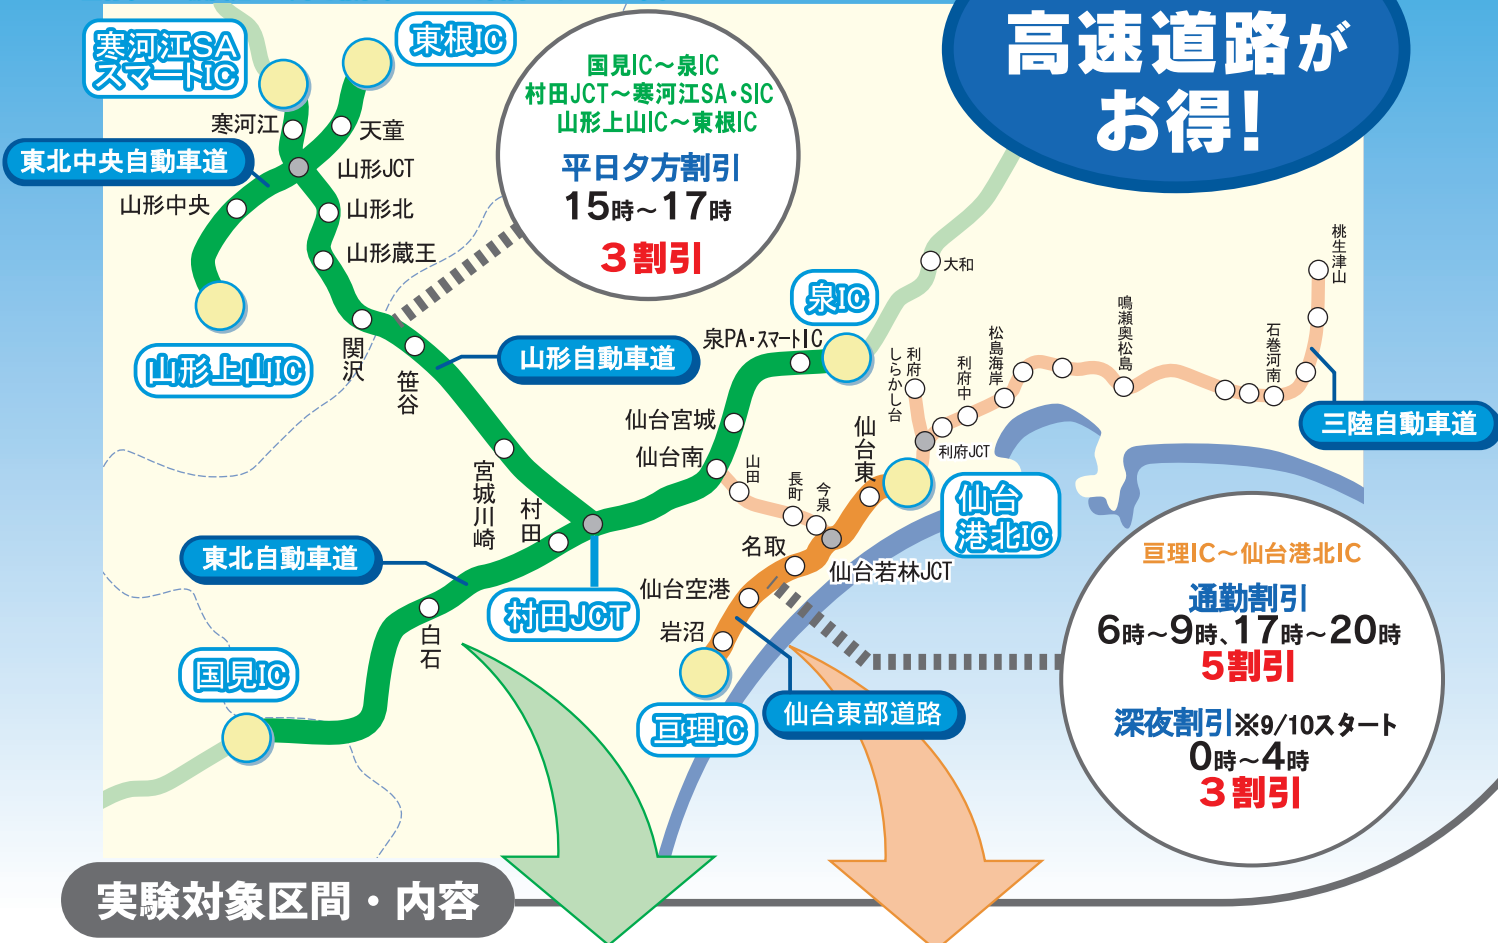 高速道路が
お得!
寒河江SA
スマートIC
東根IC
寒河江
天童
東北中央自動車道
山形JCT
山形中央
山形北
山形蔵王
山形上山IC
関沢
笹谷
山形自動車道
国見IC～泉IC
村田JCT～寒河江SA・SIC
山形上山IC～東根IC
平日夕方割引
15時～17時
3割引
泉IC
泉PA・スマートIC
大和
桃生津山
鳴瀬奥松島
石巻河南
松島海岸
利府中
利府
しらかし台
三陸自動車道
利府JCT
仙台宮城
仙台南
山田
長町
今泉
仙台東
仙台
港北IC
宮城川崎
村田
東北自動車道
村田JCT
名取
仙台若林JCT
仙台空港
岩沼
白石
国見IC
亘理IC
仙台東部道路
亘理IC～仙台港北IC
通勤割引
6時～9時、17時～20時
5割引
深夜割引※9/10スタート
0時～4時
3割引
実験対象区間・内容